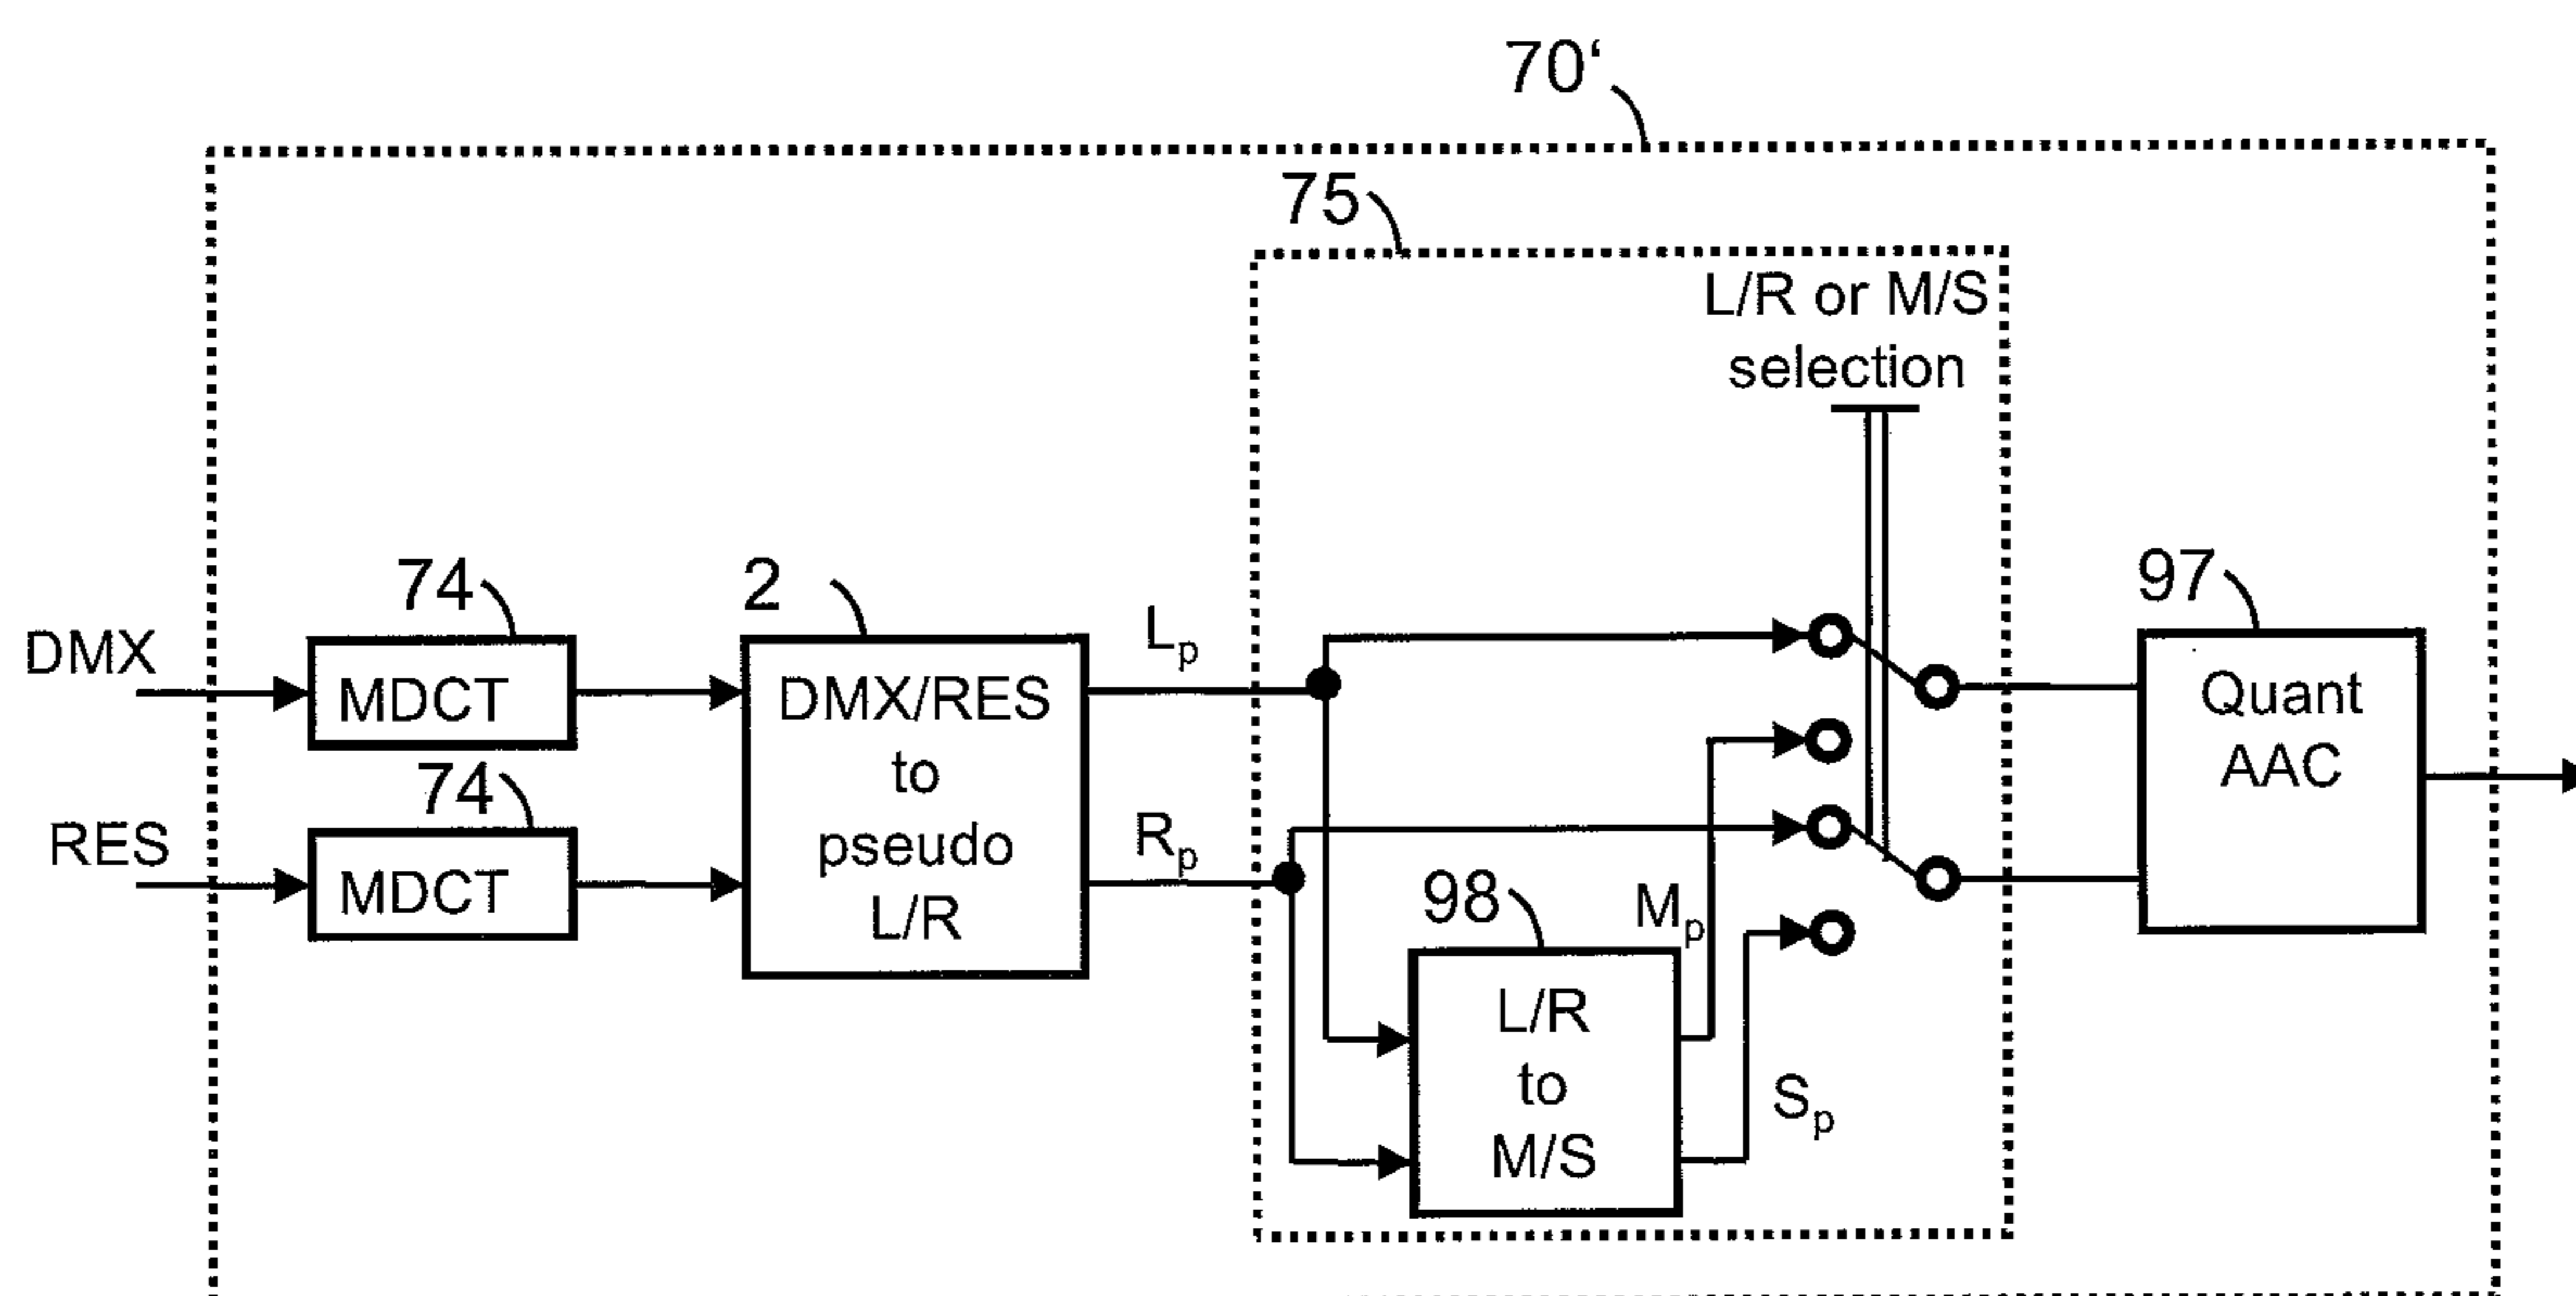 70‘
75
L/R or M/S
selection
74
2
97
DMX
MDCT
DMX/RES
to
pseudo
L/R
Lp
Quant
AAC
74
RES
MDCT
Rp
98
Mp
L/R
to
M/S
Sp